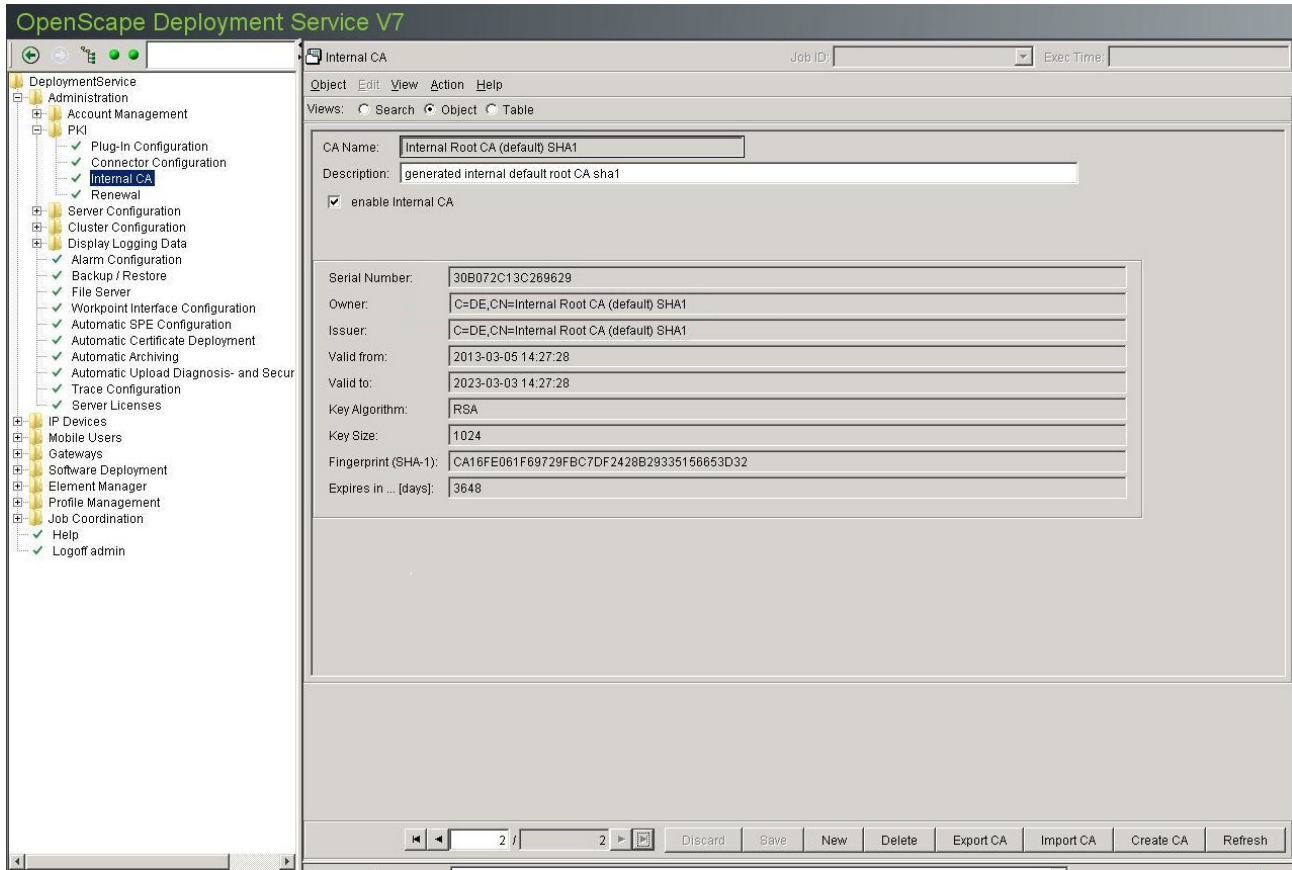 OpenScape Deployment Service V7
Internal CA
Job ID:
Exec Time:
Object Edit View Action Help
Views: Search Object Table
DeploymentService
Administration
Account Management
PKI
Plug-In Configuration
Connector Configuration
Internal CA
Renewal
Server Configuration
Cluster Configuration
Display Logging Data
Alarm Configuration
Backup / Restore
File Server
Workpoint Interface Configuration
Automatic SPE Configuration
Automatic Certificate Deployment
Automatic Archiving
Automatic Upload Diagnosis- and Secur
Trace Configuration
Server Licenses
IP Devices
Mobile Users
Gateways
Software Deployment
Element Manager
Profile Management
Job Coordination
Help
Logoff admin
CA Name: Internal Root CA (default) SHA1
Description: generated internal default root CA sha1
enable Internal CA
Serial Number: 30B072C13C269629
Owner: C=DE,CN=Internal Root CA (default) SHA1
Issuer: C=DE,CN=Internal Root CA (default) SHA1
Valid from: 2013-03-05 14:27:28
Valid to: 2023-03-03 14:27:28
Key Algorithm: RSA
Key Size: 1024
Fingerprint (SHA-1): CA16FE061F69729FBC7DF2428B29335156653D32
Expires in ... [days]: 3648
2 / 2 Discard Save New Delete Export CA Import CA Create CA Refresh